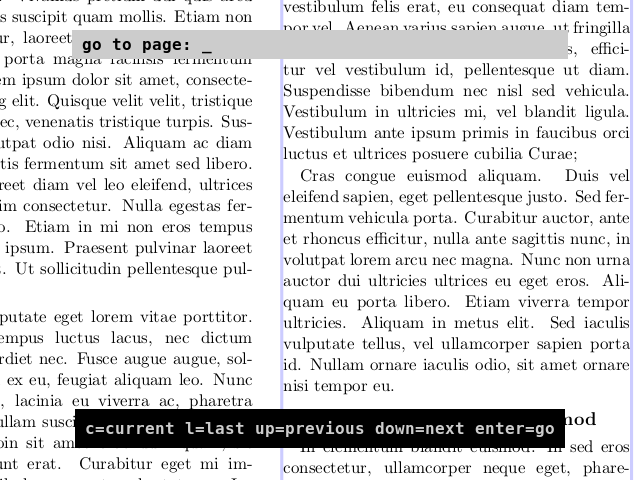 suscipit quam mollis. Etiam non
ur, laoreet
go to page: _
porta magna facilisis fermentum
em ipsum dolor sit amet, consecte-
g elit. Quisque velit velit, tristique
ec, venenatis tristique turpis. Sus-
utpat odio nisi. Aliquam ac diam
tis fermentum sit amet sed libero.
reet diam vel leo eleifend, ultrices
im consectetur. Nulla egestas fer-
o. Etiam in mi non eros tempus
ipsum. Praesent pulvinar laoreet
t. Ut sollicitudin pellentesque pul-
putate eget lorem vitae porttitor.
empus luctus lacus, nec dictum
rdiet nec. Fusce augue augue, sol-
ex eu, feugiat aliquam leo. Nunc
, lacinia eu viverra ac, pharetra
ullam susci
oin sit am
unt erat. Curabitur eget mi im-
vestibulum felis erat, eu consequat diam tem-
por vel. Aenean varius sapien augue, ut fringilla
s, effici-
tur vel vestibulum id, pellentesque ut diam.
Suspendisse bibendum nec nisl sed vehicula.
Vestibulum in ultricies mi, vel blandit ligula.
Vestibulum ante ipsum primis in faucibus orci
luctus et ultrices posuere cubilia Curae;
Cras congue euismod aliquam. Duis vel
eleifend sapien, eget pellentesque justo. Sed fer-
mentum vehicula porta. Curabitur auctor, ante
et rhoncus efficitur, nulla ante sagittis nunc, in
volutpat lorem arcu nec magna. Nunc non urna
auctor dui ultricies ultrices eu eget eros. Ali-
quam eu porta libero. Etiam viverra tempor
ultricies. Aliquam in metus elit. Sed iaculis
vulputate tellus, vel ullamcorper sapien porta
id. Nullam ornare iaculis odio, sit amet ornare
nisi tempor eu.
mod
c=current l=last up=previous down=next enter=go
In elementum blandit euismod. In sed eros
consectetur, ullamcorper neque eget, phare-